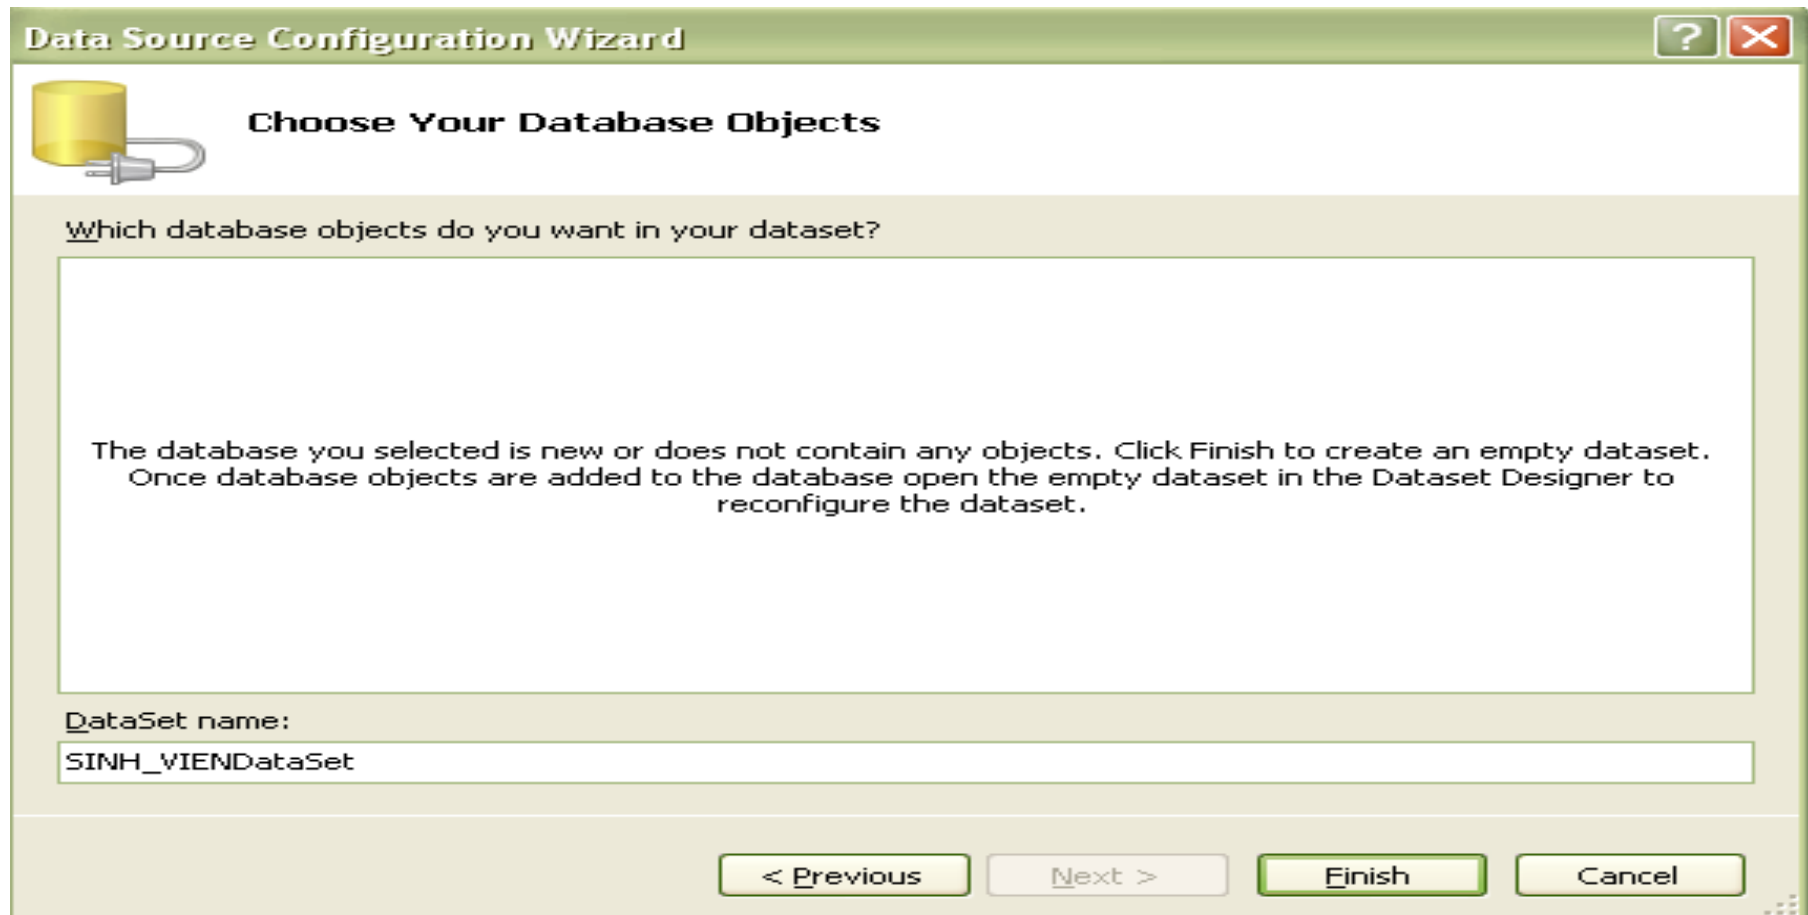 Data Source Configuration Wizard
?
Choose Your Database Objects
Which database objects do you want in your dataset?
The database you selected is new or does not contain any objects. Click Finish to create an empty dataset.
Once database objects are added to the database open the empty dataset in the Dataset Designer to
reconfigure the dataset.
DataSet name:
SINH_VIENDataSet
< Previous
Next >
Finish
Cancel